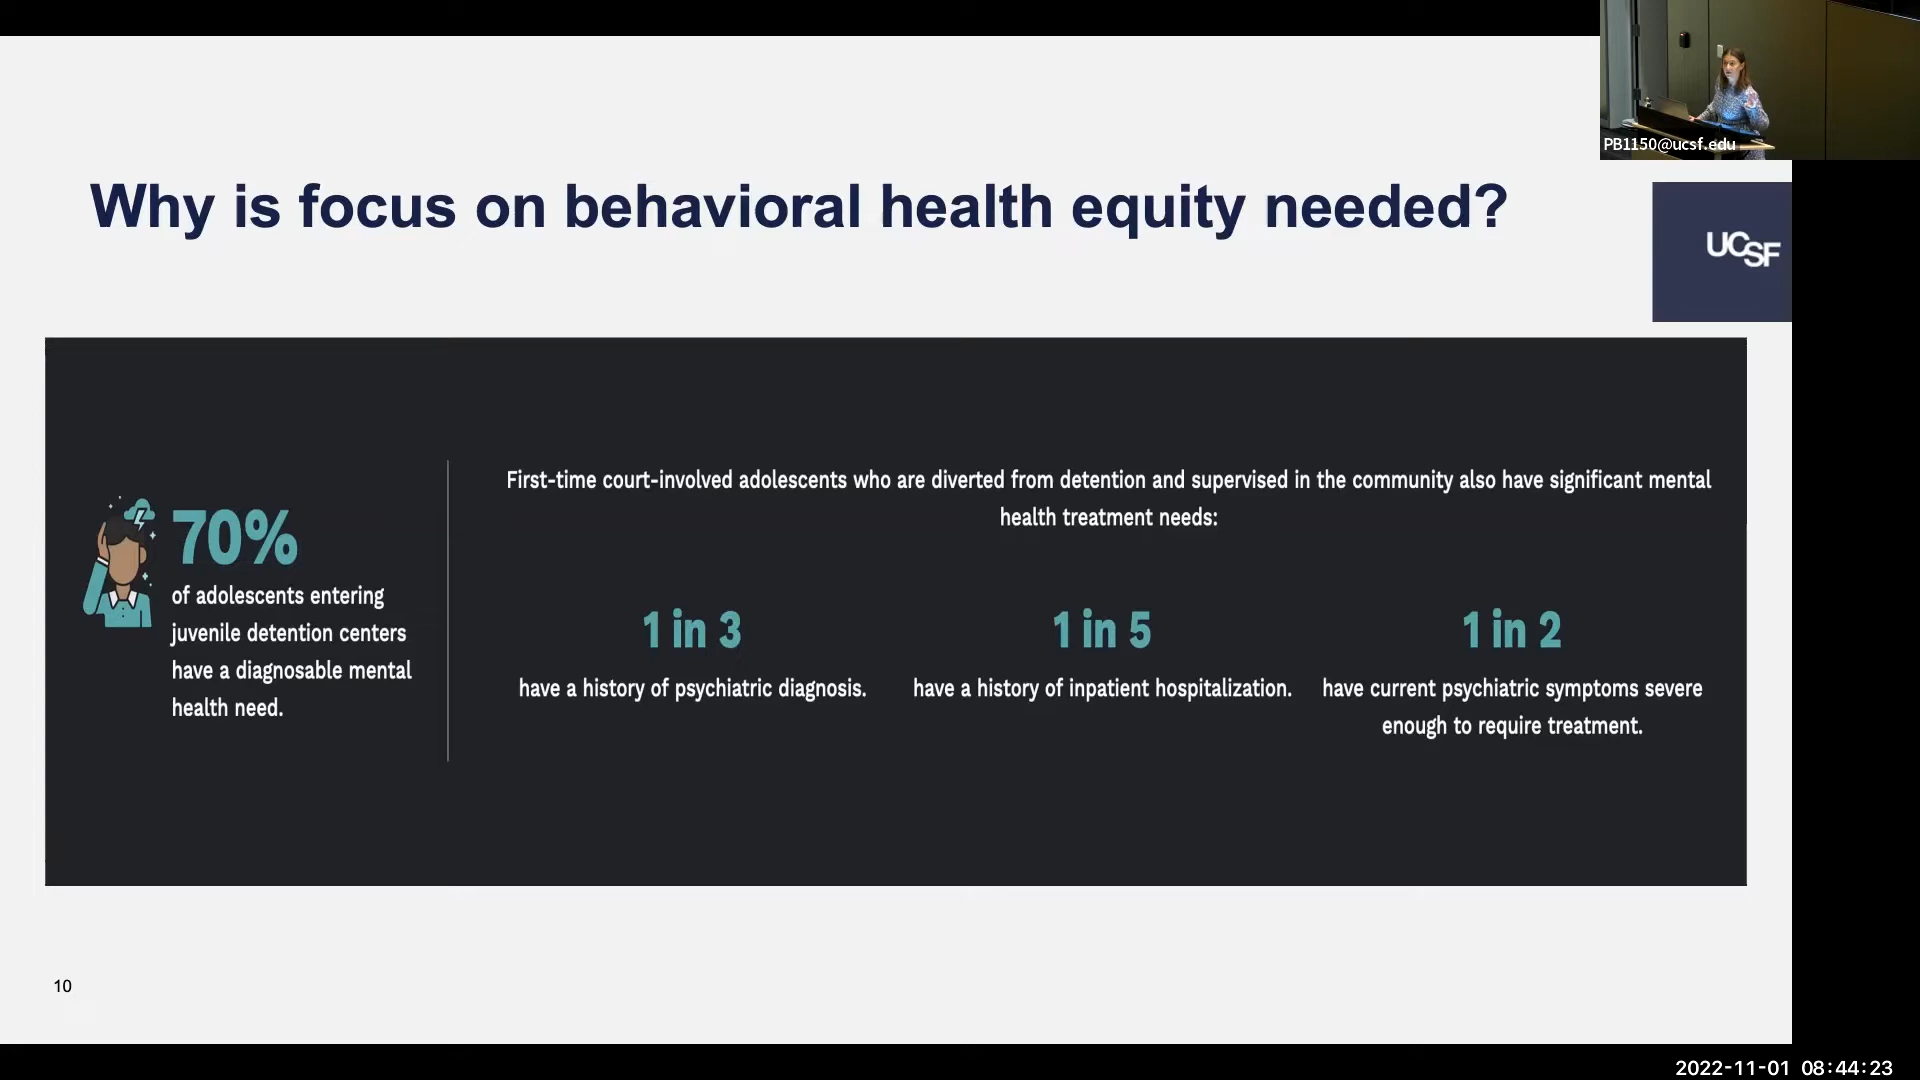 PB1150@ucsf.edu
Why is focus on behavioral health equity needed?
UCSF
70%
of adolescents entering
juvenile detention centers
have a diagnosable mental
health need.
First-time court-involved adolescents who are diverted from detention and supervised in the community also have significant mental
health treatment needs:
1 in 3
have a history of psychiatric diagnosis.
1 in 5
have a history of inpatient hospitalization.
1 in 2
have current psychiatric symptoms severe
enough to require treatment.
10
2022-11-01 08:44:23